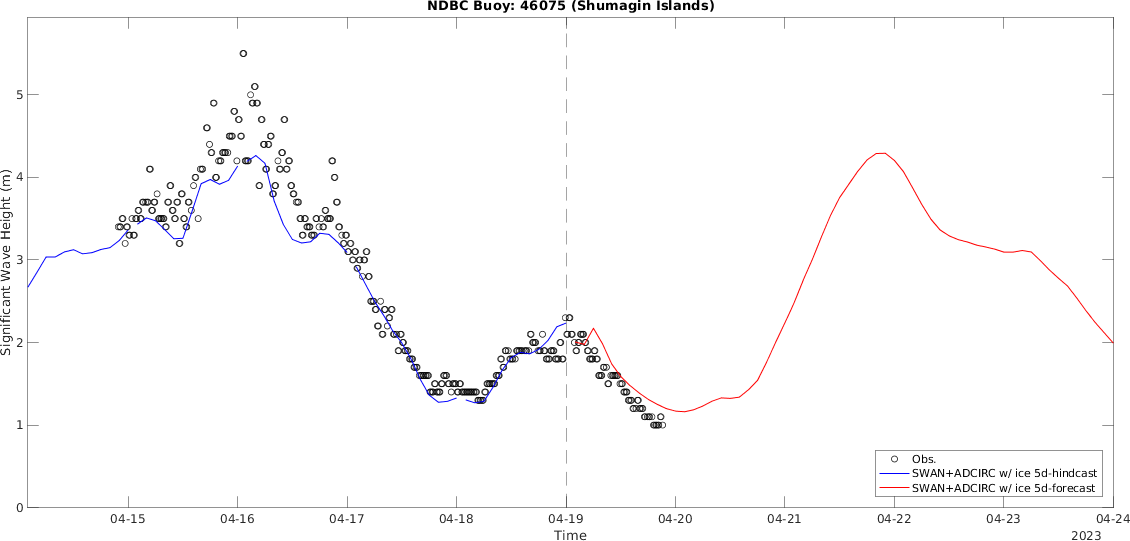 NDBC Buoy: 46075 (Shumagin Islands)
Significant Wave Height (m)
5
4
3
2
1
0
04-15 04-16 04-17 04-18 04-19 04-20 04-21 04-22 04-23 04-24
Time
2023
Obs.
SWAN+ADCIRC w/ ice 5d-hindcast
SWAN+ADCIRC w/ ice 5d-forecast